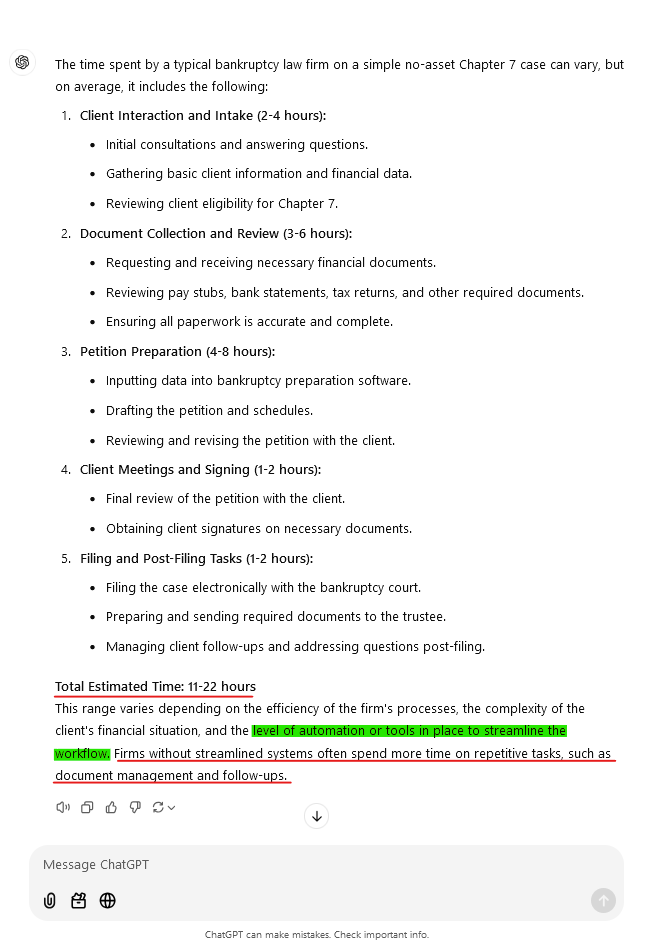 The time spent by a typical bankruptcy law firm on a simple no-asset Chapter 7 case can vary, but
on average, it includes the following:
1. Client Interaction and Intake (2-4 hours):
• Initial consultations and answering questions.
• Gathering basic client information and financial data.
• Reviewing client eligibility for Chapter 7.
2. Document Collection and Review (3-6 hours):
• Requesting and receiving necessary financial documents.
• Reviewing pay stubs, bank statements, tax returns, and other required documents.
• Ensuring all paperwork is accurate and complete.
3. Petition Preparation (4-8 hours):
• Inputting data into bankruptcy preparation software.
• Drafting the petition and schedules.
• Reviewing and revising the petition with the client.
4. Client Meetings and Signing (1-2 hours):
• Final review of the petition with the client.
• Obtaining client signatures on necessary documents.
5. Filing and Post-Filing Tasks (1-2 hours):
• Filing the case electronically with the bankruptcy court.
• Preparing and sending required documents to the trustee.
• Managing client follow-ups and addressing questions post-filing.
Total Estimated Time: 11-22 hours
This range varies depending on the efficiency of the firm's processes, the complexity of the
client's financial situation, and the level of automation or tools in place to streamline the
workflow. Firms without streamlined systems often spend more time on repetitive tasks, such as
document management and follow-ups.
Message ChatGPT
ChatGPT can make mistakes. Check important info.